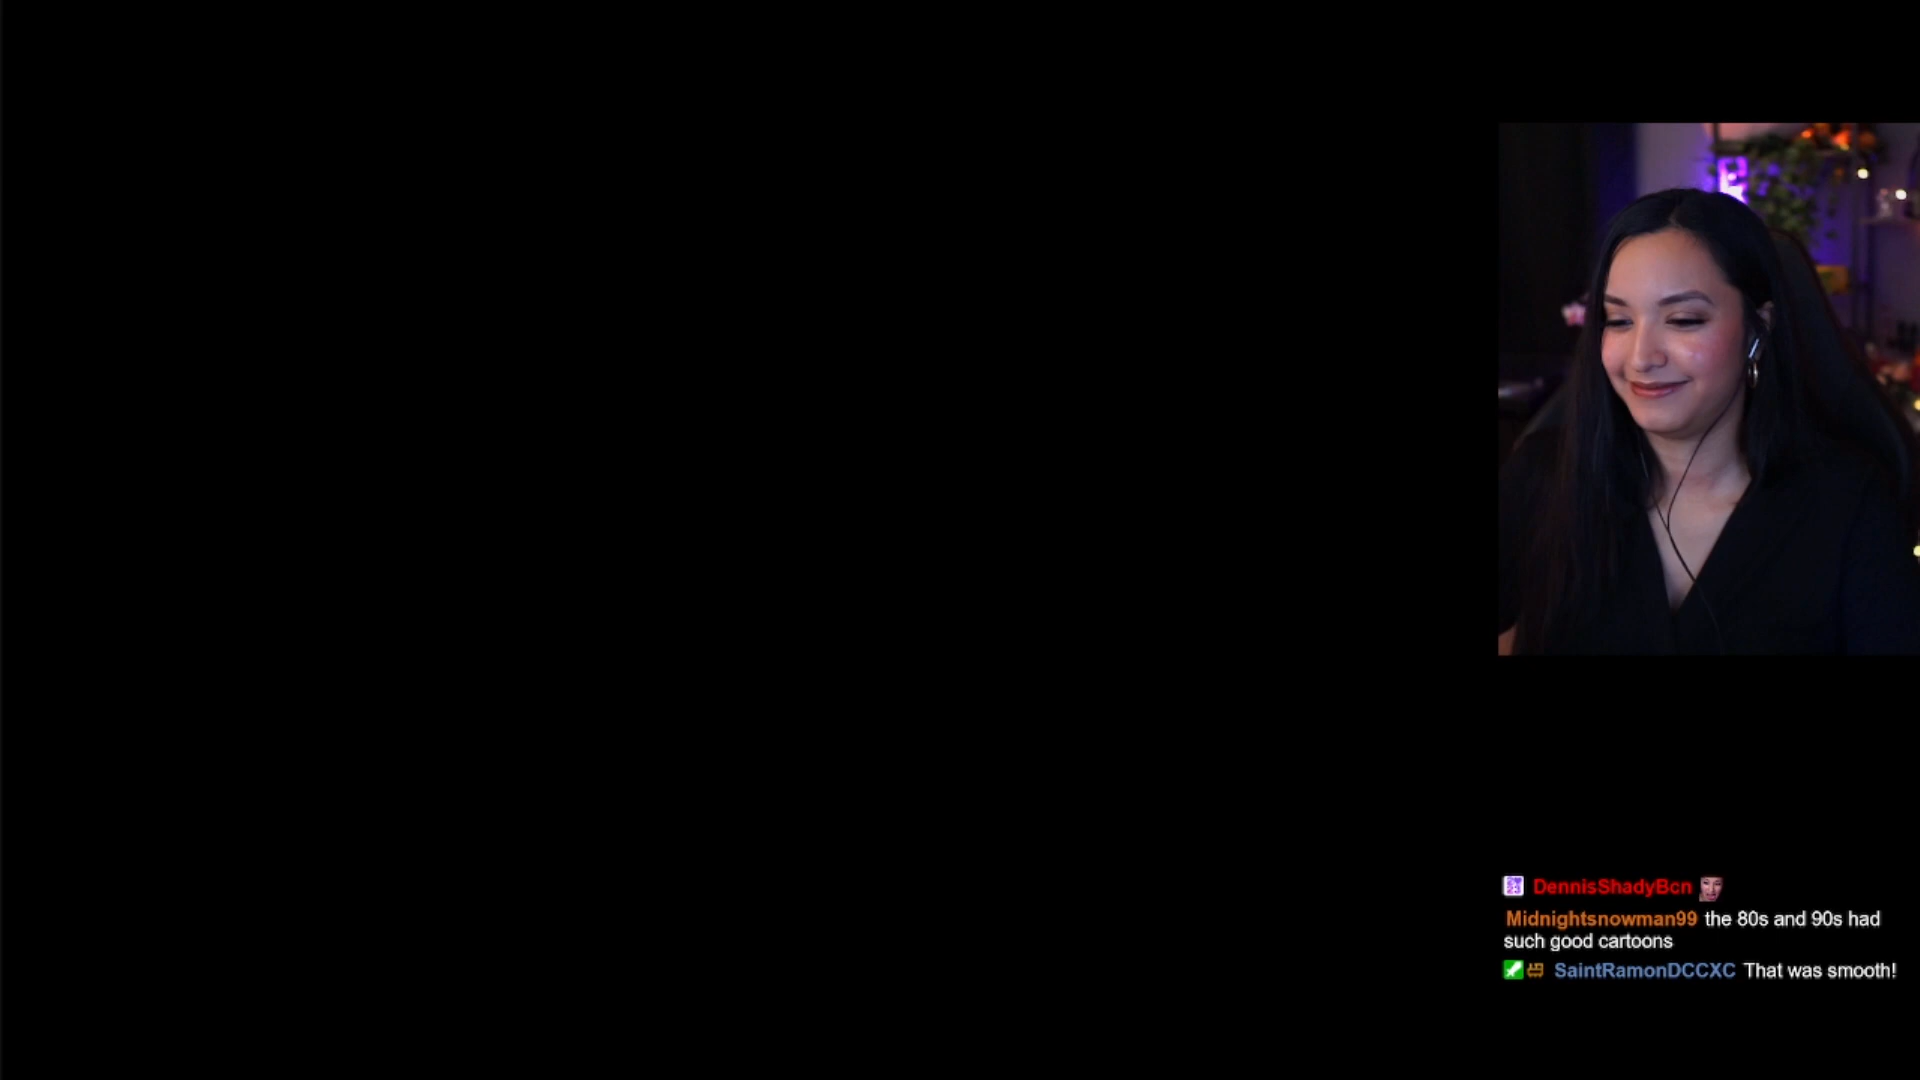 DennisShadyBcn
Midnightsnowman99 the 80s and 90s had
such good cartoons
SaintRamonDCCXC That was smooth!